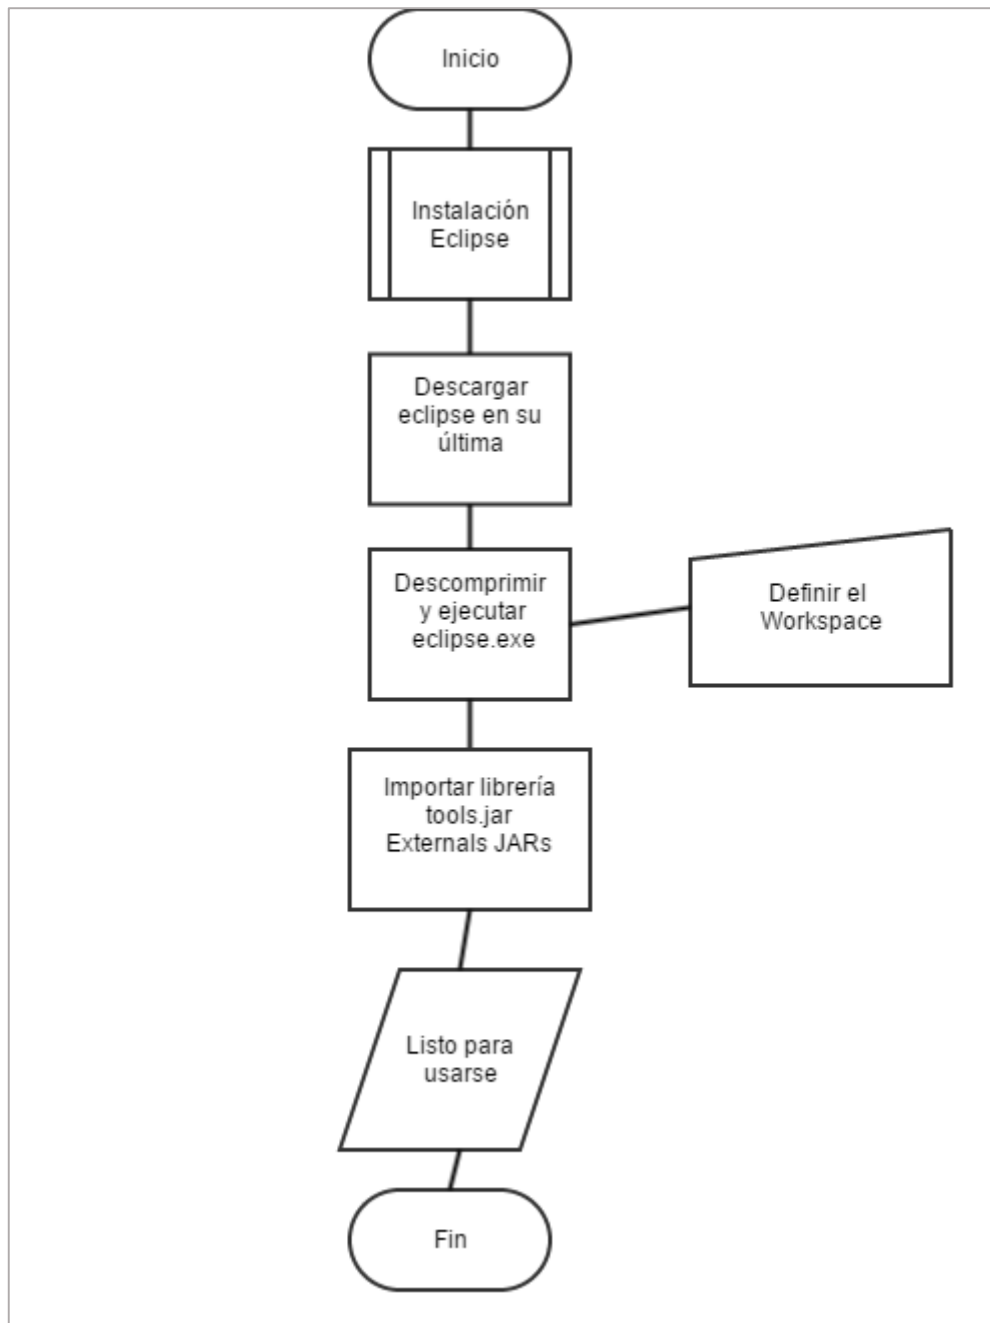 Inicio
Instalación
Eclipse
Descargar
eclipse en su
última
Descomprimir
y ejecutar
eclipse.exe
Definir el
Workspace
Importar librería
tools.jar
Externals JARs
Listo para
usarse
Fin